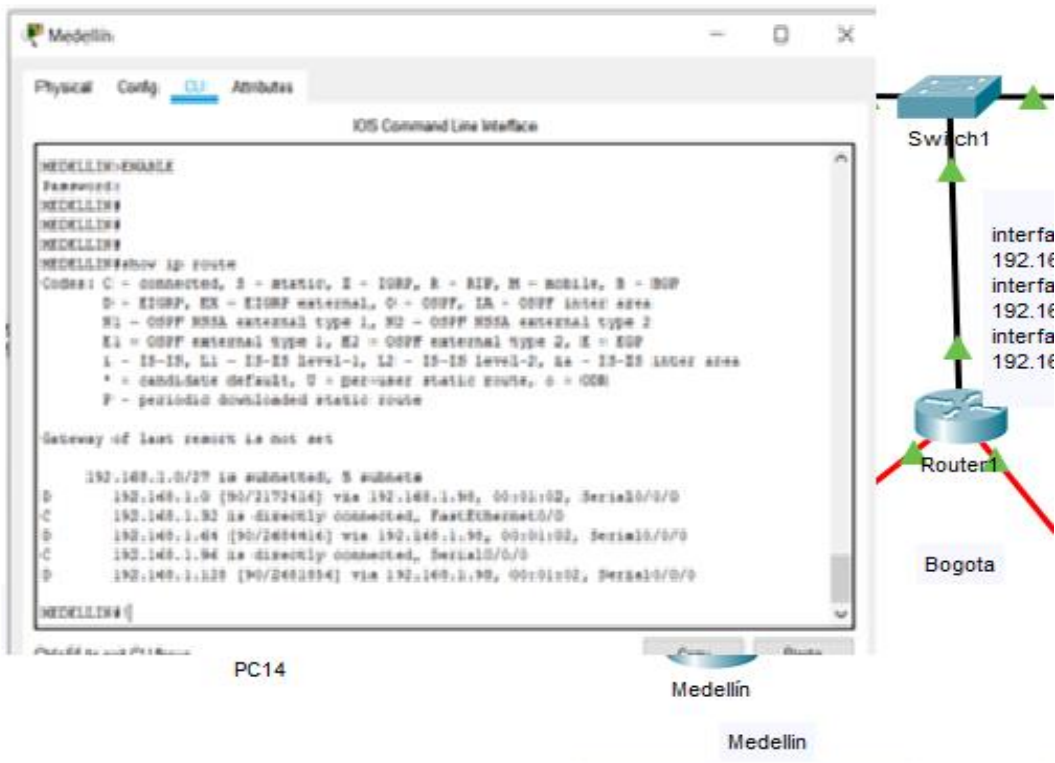 Medellín
Physical Config CLI Attributes
IOS Command Line Interface
MEDELLIN>ENABLE
Password:
MEDELLIN#
MEDELLIN#
MEDELLIN#
MEDELLIN#show ip route
Codes: C - connected, S - static, I - IGRP, R - RIP, M - mobile, B - BGP
D - EIGRP, EX - EIGRP external, O - OSPF, IA - OSPF inter area
N1 - OSPF NSSA external type 1, N2 - OSPF NSSA external type 2
E1 - OSPF external type 1, E2 - OSPF external type 2, E - EGP
i - IS-IS, L1 - IS-IS level-1, L2 - IS-IS level-2, ia - IS-IS inter area
* - candidate default, U - per-user static route, o - ODR
P - periodic downloaded static route
Gateway of last resort is not set
192.168.1.0/27 is subnetted, 5 subnets
D 192.168.1.0 [90/2172416] via 192.168.1.98, 00:01:02, Serial0/0/0
C 192.168.1.32 is directly connected, FastEthernet0/0
D 192.168.1.64 via 192.168.1.98, 00:01:02, Serial0/0/0
C 192.168.1.96 is directly connected, Serial0/0/0
D 192.168.1.128 via 192.168.1.98, 00:01:02, Serial0/0/0
MEDELLIN#
Switch1
interfa
192.16
interfa
192.16
interfa
192.16
Router1
Bogota
PC14
Medellín
Medellin